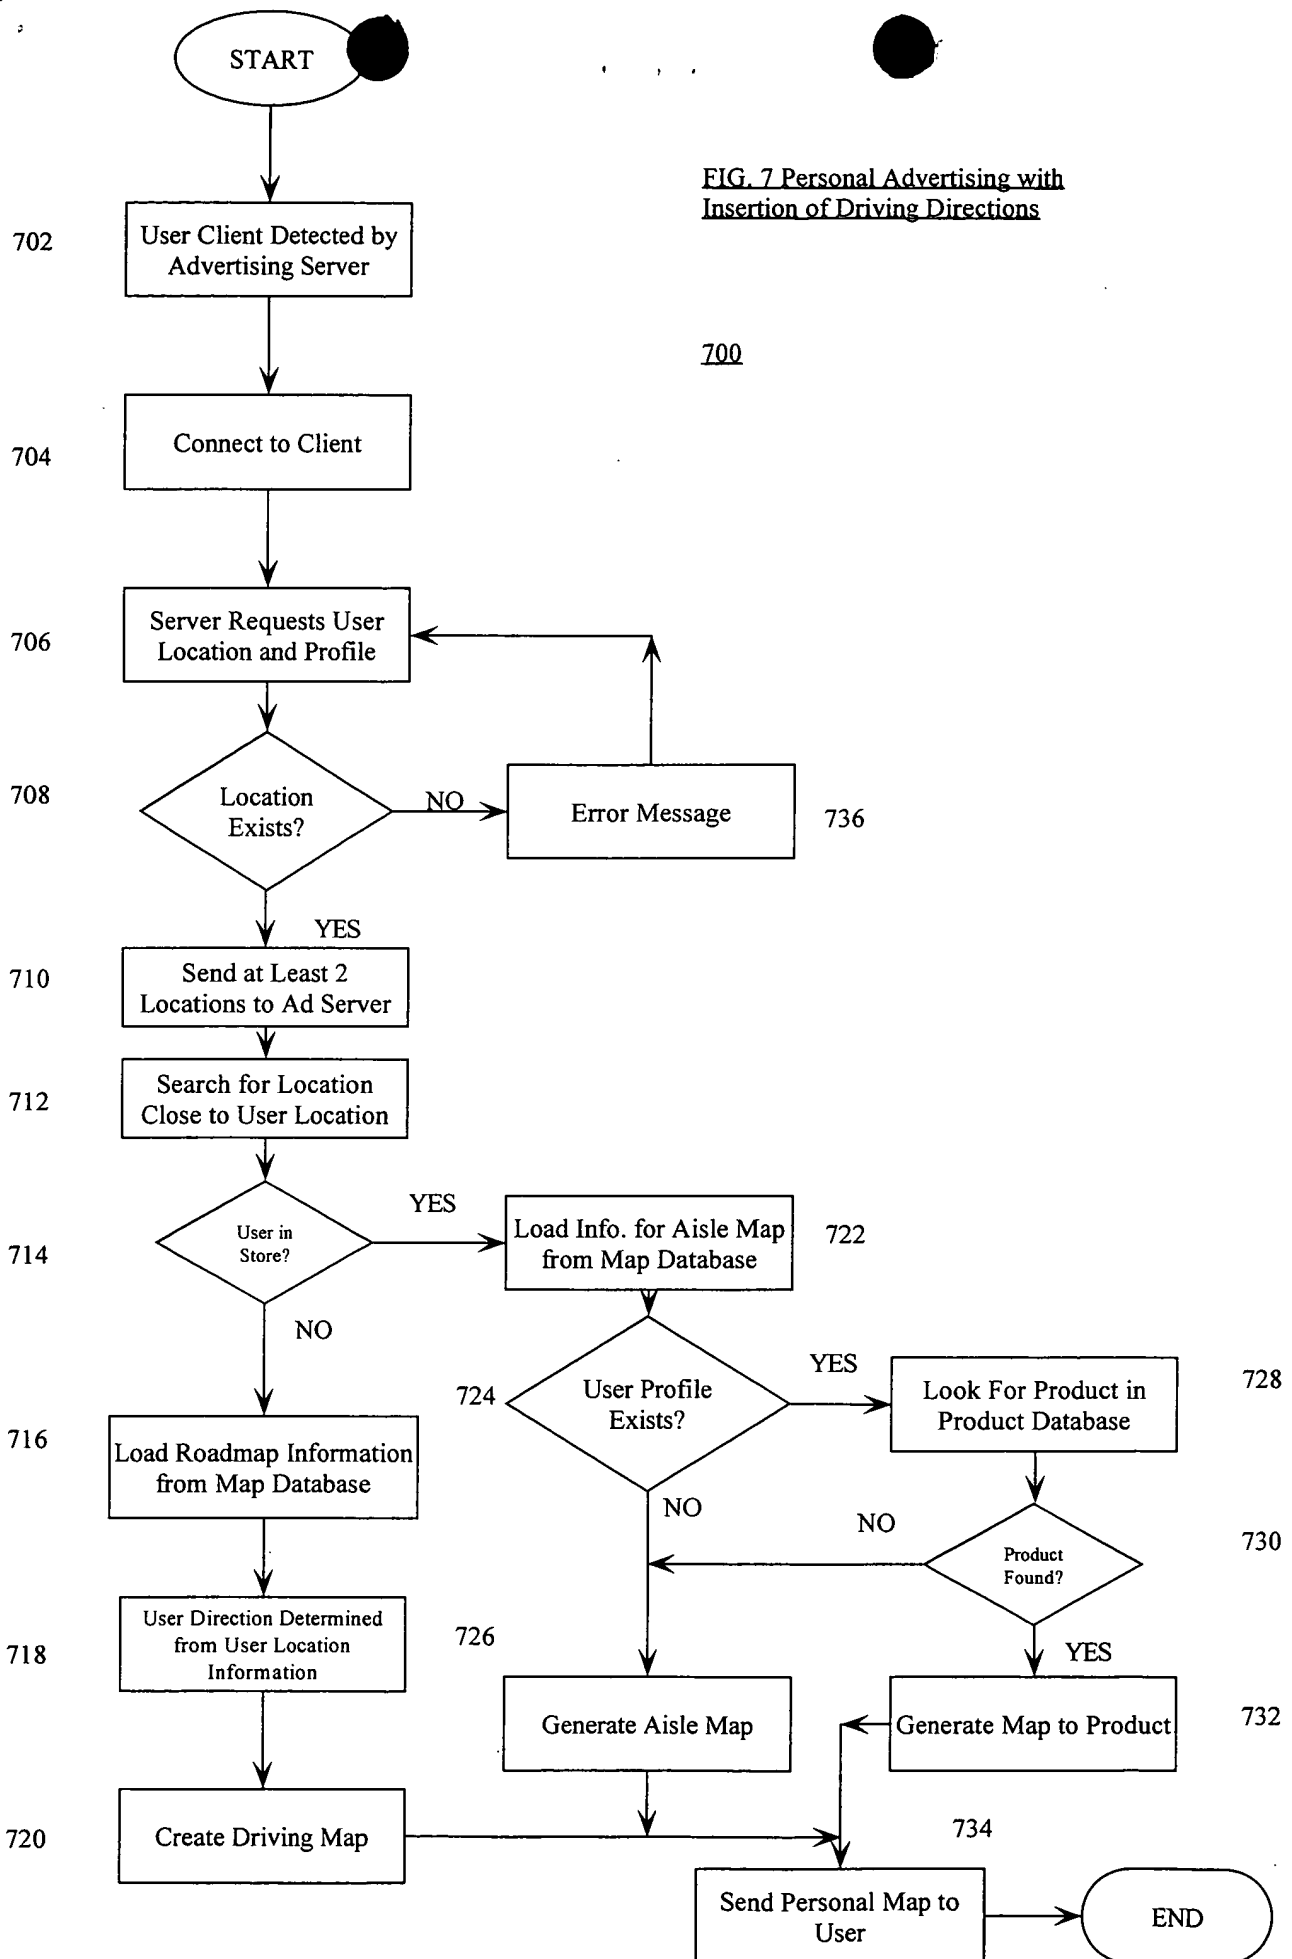 START
FIG. 7 Personal Advertising with
Insertion of Driving Directions
702
User Client Detected by
Advertising Server
700
704
Connect to Client
706
Server Requests User
Location and Profile
708
Location
Exists?
NO
Error Message
736
YES
710
Send at Least 2
Locations to Ad Server
712
Search for Location
Close to User Location
714
User in
Store?
YES
Load Info. for Aisle Map
from Map Database
722
NO
724
User Profile
Exists?
YES
Look For Product in
Product Database
728
716
Load Roadmap Information
from Map Database
NO
NO
Product
Found?
730
718
User Direction Determined
from User Location
Information
726
YES
Generate Aisle Map
Generate Map to Product
732
720
Create Driving Map
734
Send Personal Map to
User
END